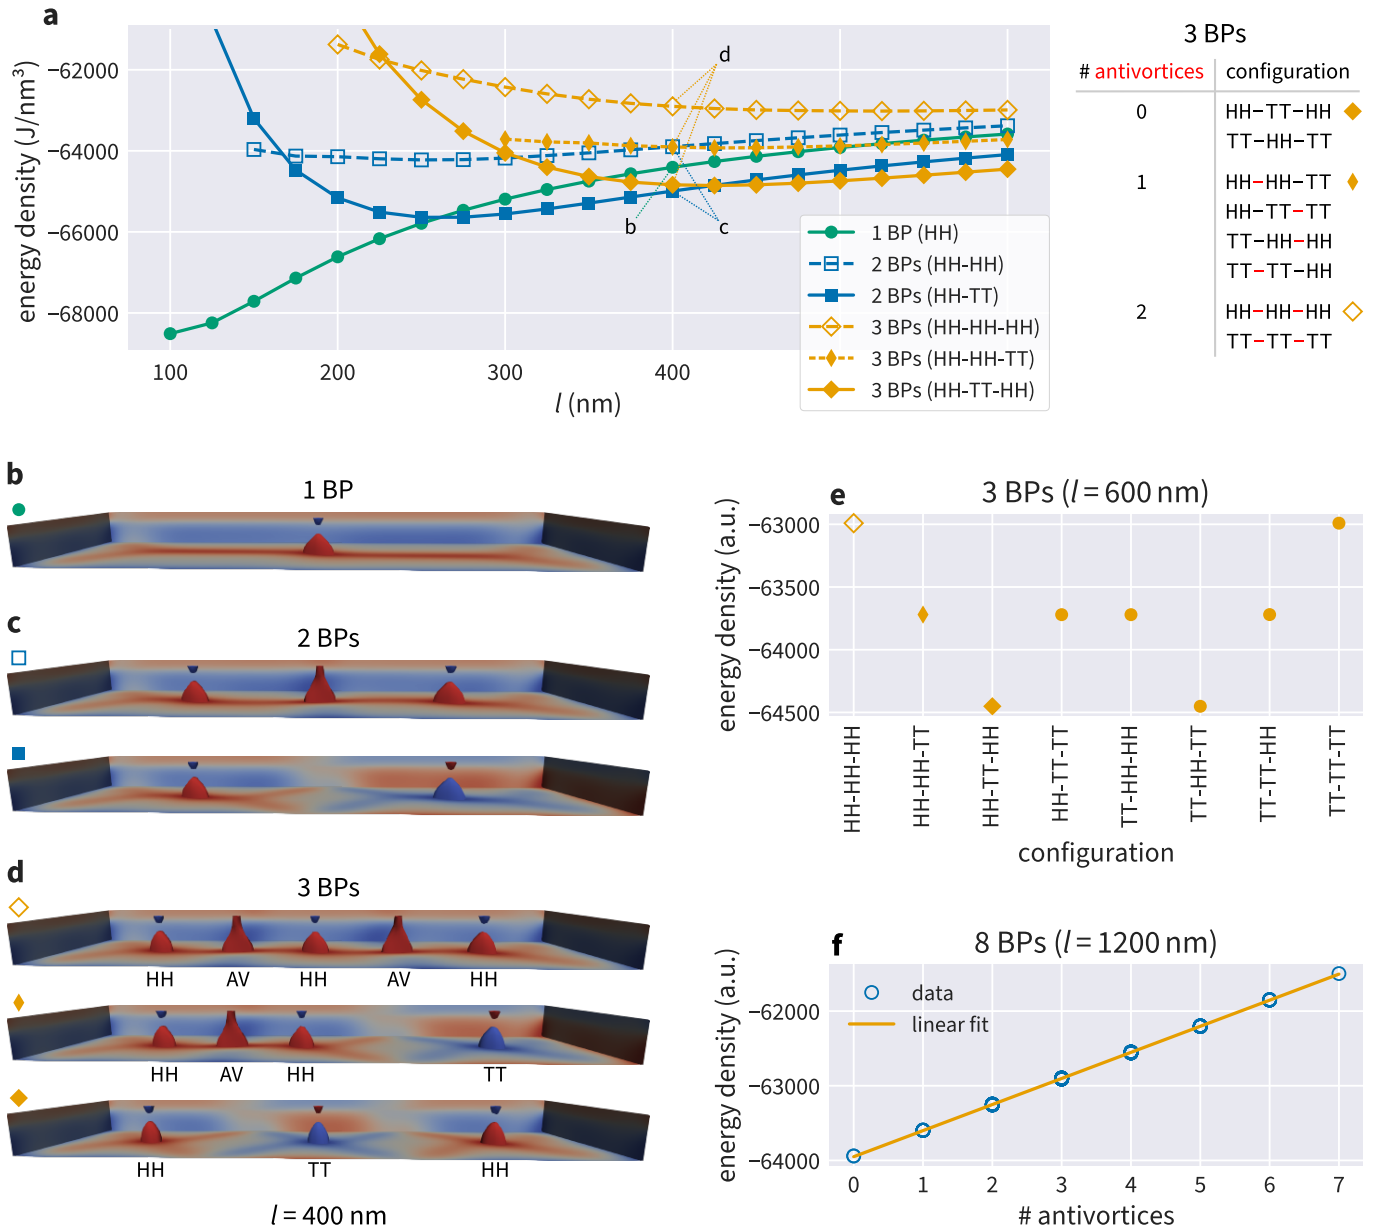 a
−62000
−64000
−66000
−68000
energy density (J/nm³)
100
200
300
400
l (nm)
b
c
d
1 BP (HH)
2 BPs (HH-HH)
2 BPs (HH-TT)
3 BPs (HH-HH-HH)
3 BPs (HH-HH-TT)
3 BPs (HH-TT-HH)
3 BPs
# antivortices configuration
0 HH–TT–HH
TT–HH–TT
1 HH–HH–TT
HH–TT–TT
TT–HH–HH
TT–TT–HH
2 HH–HH–HH
TT–TT–TT
b
1 BP
c
2 BPs
d
3 BPs
HH AV HH AV HH
HH AV HH TT
HH TT HH
l = 400 nm
e
3 BPs (l = 600 nm)
−63000
−63500
−64000
−64500
energy density (a.u.)
HH-HH-HH
HH-HH-TT
HH-TT-HH
HH-TT-TT
TT-HH-HH
TT-HH-TT
TT-TT-HH
TT-TT-TT
configuration
f
8 BPs (l = 1200 nm)
data
linear fit
−62000
−63000
−64000
energy density (a.u.)
0 1 2 3 4 5 6 7
# antivortices